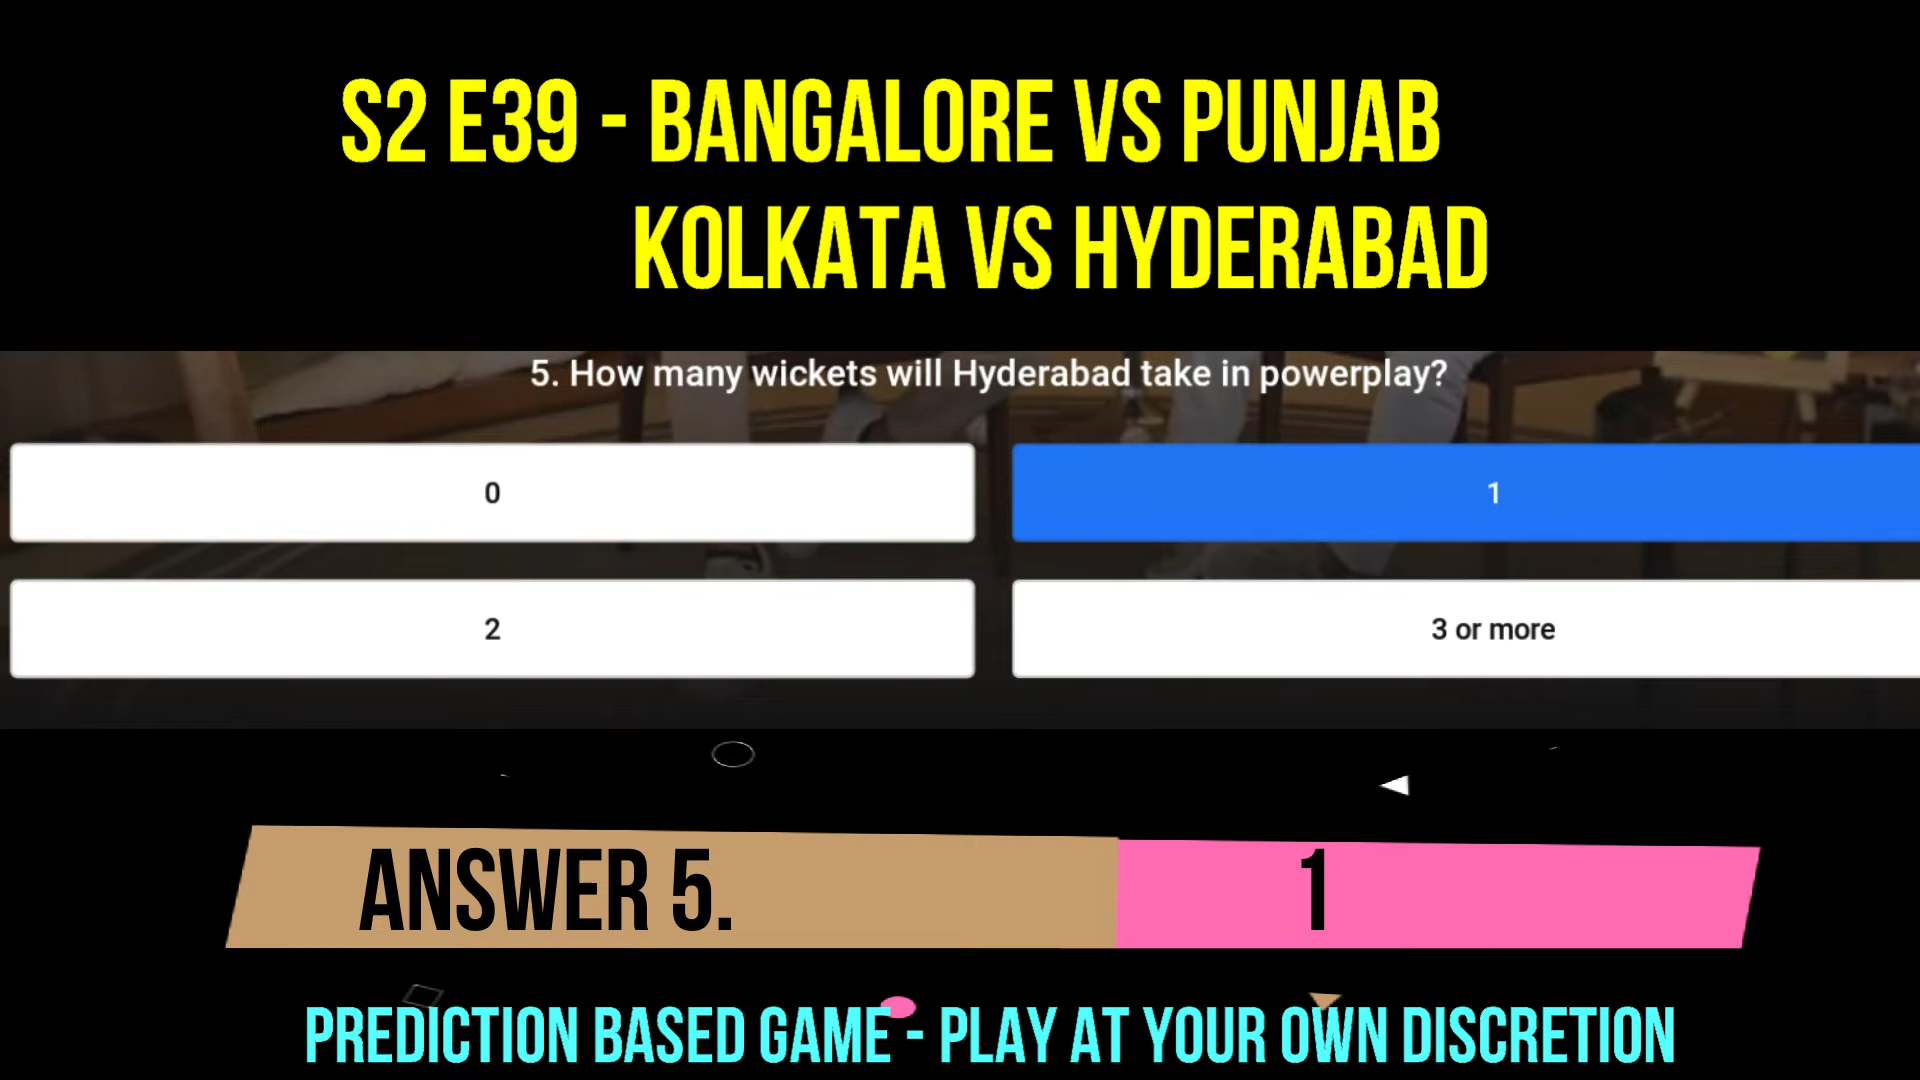 S2 E39 - BANGALORE VS PUNJAB
KOLKATA VS HYDERABAD
5. How many wickets will Hyderabad take in powerplay?
0
1
2
3 or more
ANSWER 5.
1
PREDICTION BASED GAME - PLAY AT YOUR OWN DISCRETION